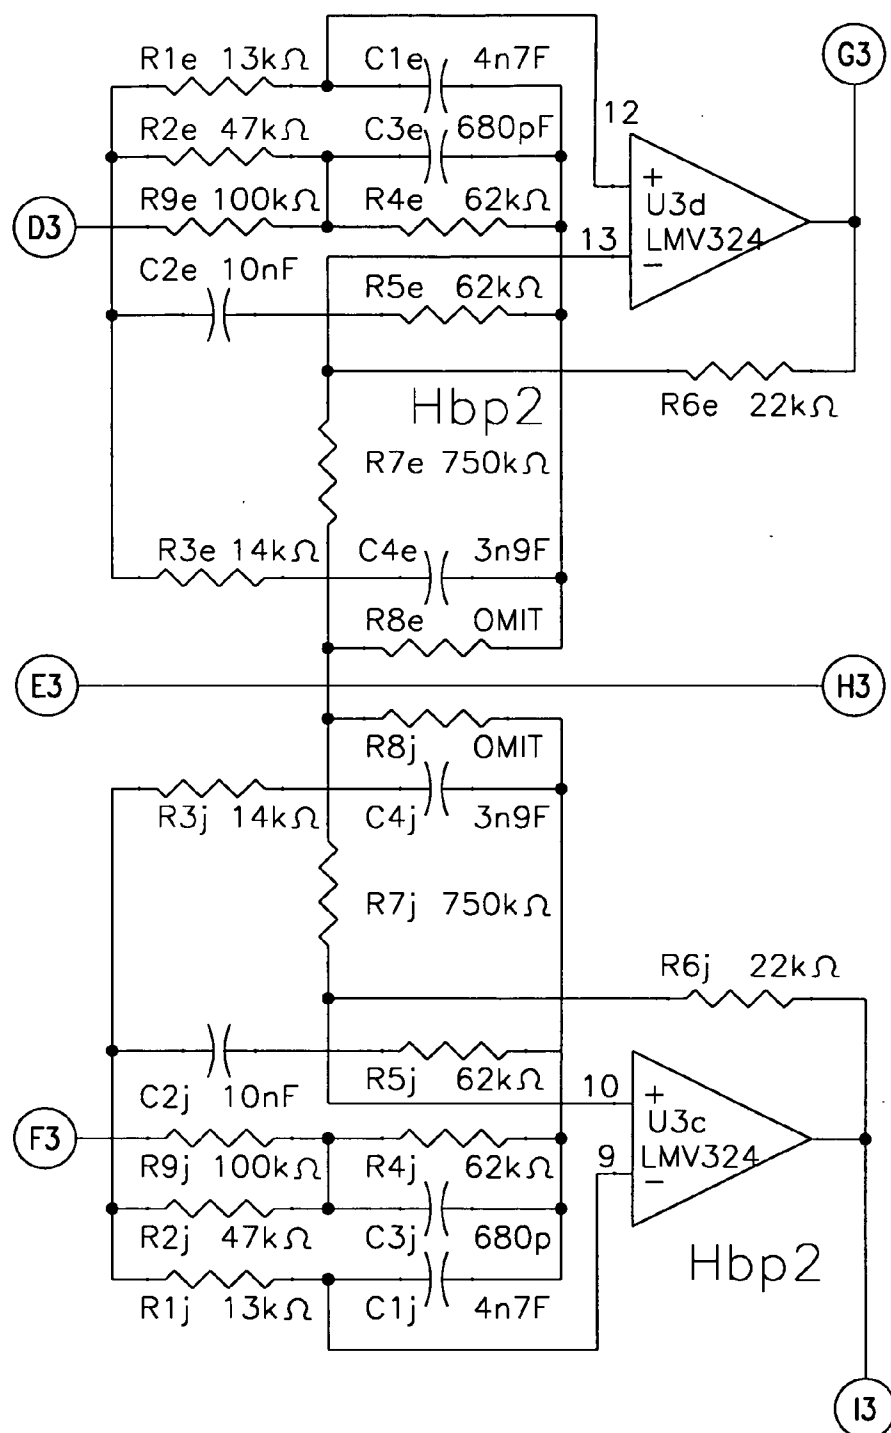 R1e 13kΩ C1e 4n7F
G3
12
R2e 47kΩ C3e 680pF
+
D3 R9e 100kΩ R4e 62kΩ U3d
13 LMV324
−
C2e 10nF R5e 62kΩ
Hbp2 R6e 22kΩ
R7e 750kΩ
R3e 14kΩ C4e 3n9F
R8e OMIT
E3 H3
R8j OMIT
R3j 14kΩ C4j 3n9F
R7j 750kΩ
R6j 22kΩ
C2j 10nF R5j 62kΩ 10 +
U3c
F3 R9j 100kΩ R4j 62kΩ 9 LMV324
−
R2j 47kΩ C3j 680p
Hbp2
R1j 13kΩ C1j 4n7F
I3